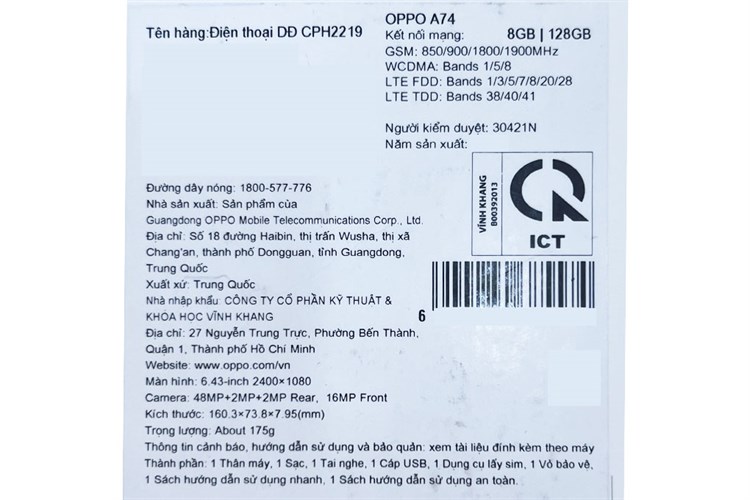 Tên hàng:Điện thoại DĐ CPH2219
OPPO A74
Kết nối mạng: 8GB | 128GB
GSM: 850/900/1800/1900MHz
WCDMA: Bands 1/5/8
LTE FDD: Bands 1/3/5/7/8/20/28
LTE TDD: Bands 38/40/41
Người kiểm duyệt: 30421N
Năm sản xuất:
VĨNH KHANG
800392013
ICT
Đường dây nóng: 1800-577-776
Nhà sản xuất: Sản phẩm của
Guangdong OPPO Mobile Telecommunications Corp., Ltd.
Địa chỉ: Số 18 đường Haibin, thị trấn Wusha, thị xã
Chang'an, thành phố Dongguan, tỉnh Guangdong,
Trung Quốc
Xuất xứ: Trung Quốc
Nhà nhập khẩu: CÔNG TY CỔ PHẦN KỸ THUẬT &
KHOA HỌC VĨNH KHANG
6
Địa chỉ: 27 Nguyễn Trung Trực, Phường Bến Thành,
Quận 1, Thành phố Hồ Chí Minh
Website: www.oppo.com/vn
Màn hình: 6.43-inch 2400×1080
Camera: 48MP+2MP+2MP Rear, 16MP Front
Kích thước: 160.3×73.8×7.95(mm)
Trọng lượng: About 175g
Thông tin cảnh báo, hướng dẫn sử dụng và bảo quản: xem tài liệu đính kèm theo máy
Thành phần: 1 Thân máy, 1 Sạc, 1 Tai nghe, 1 Cáp USB, 1 Dụng cụ lấy sim, 1 Vỏ bảo vệ,
1 Sách hướng dẫn sử dụng nhanh, 1 Sách hướng dẫn sử dụng an toàn.